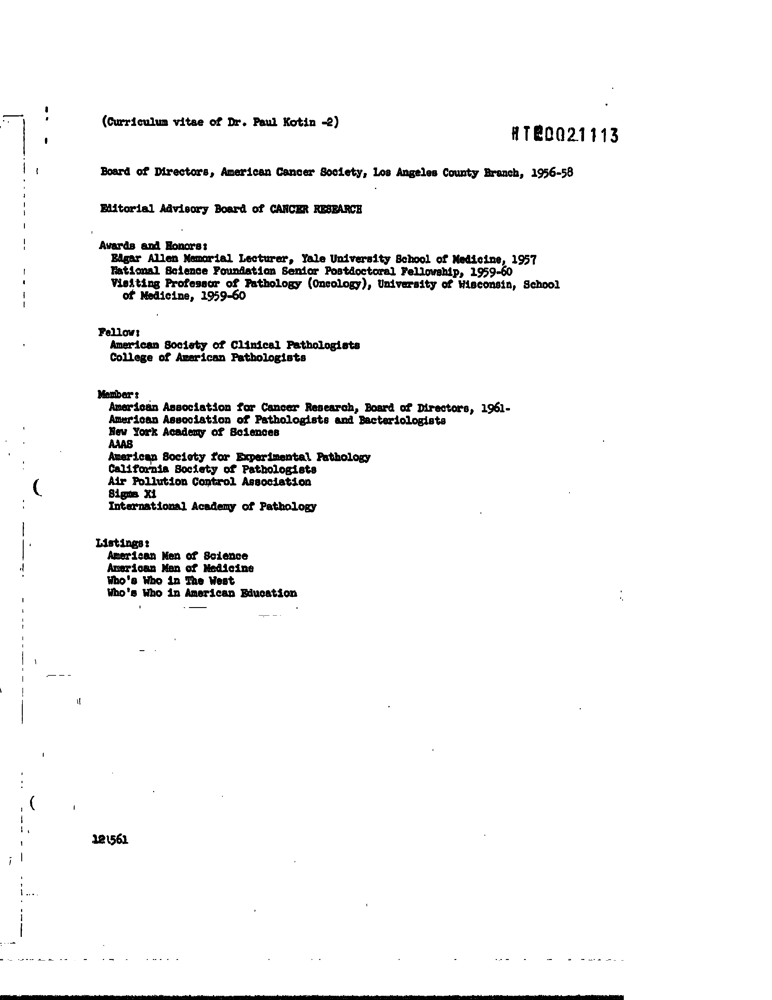 (Curriculum vitae of Dr. Paul Kotin -2)
Board of Directors, American Cancer Society, Los Angeles County Branch, 1956-58
Editorial Advisory Board of CANCER RESEARCH
Awards and Honors:
Edgar Allen Memorial Lecturer, Yale University School of Medicine, 1957
National Science Foundation Senior Postdoctoral Fellowship, 1959-60
Visiting Professor of Pathology (Oncology), University of Wisconsin, School
of Medicine, 1959-60
Fellow:
American Society of Clinical Pathologists
College of American Pathologists
Member:
American Association for Cancer Research, Board of Directors, 1961-
American Association of Pathologists and Bacteriologists
New York Academy of Sciences
AAAS
American Society for Experimental Pathology
California Society of Pathologists
Air Pollution Control Association
Sigma Xi
International Academy of Pathology
Listings:
American Men of Science
American Men of Medicine
Who's Who in The West
Who's Who in American Education